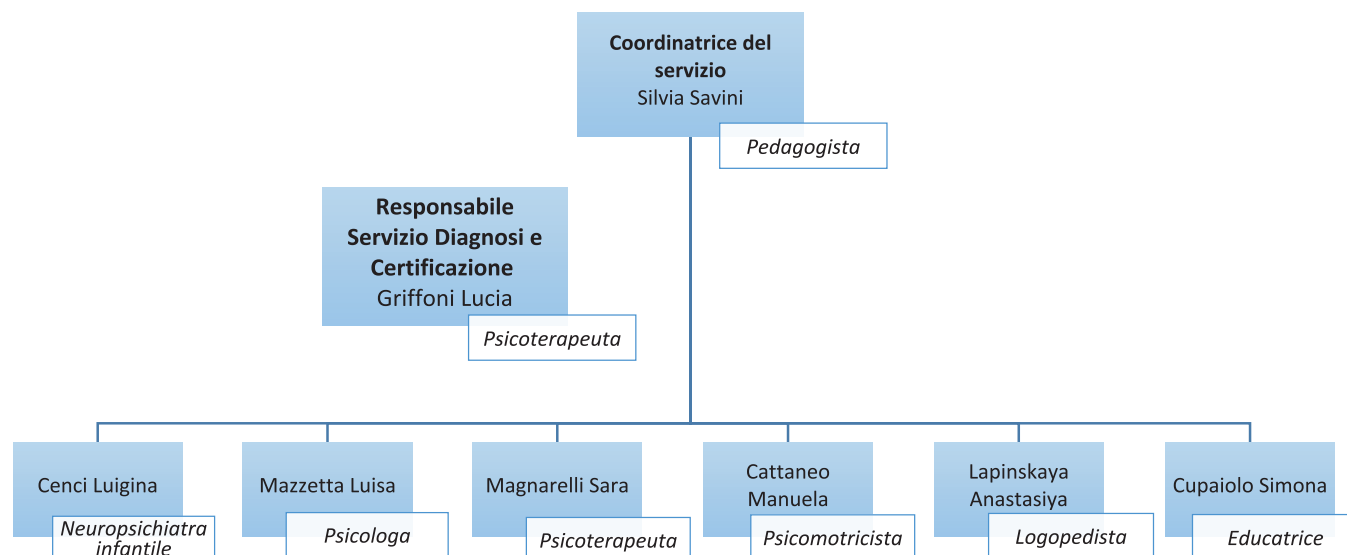 Coordinatrice del
servizio
Silvia Savini
Pedagogista
Responsabile
Servizio Diagnosi e
Certificazione
Griffoni Lucia
Psicoterapeuta
Cenci Luigina
Neuropsichiatra
infantile
Mazzetta Luisa
Psicologa
Magnarelli Sara
Psicoterapeuta
Cattaneo
Manuela
Psicomotricista
Lapinskaya
Anastasiya
Logopedista
Cupaiolo Simona
Educatrice